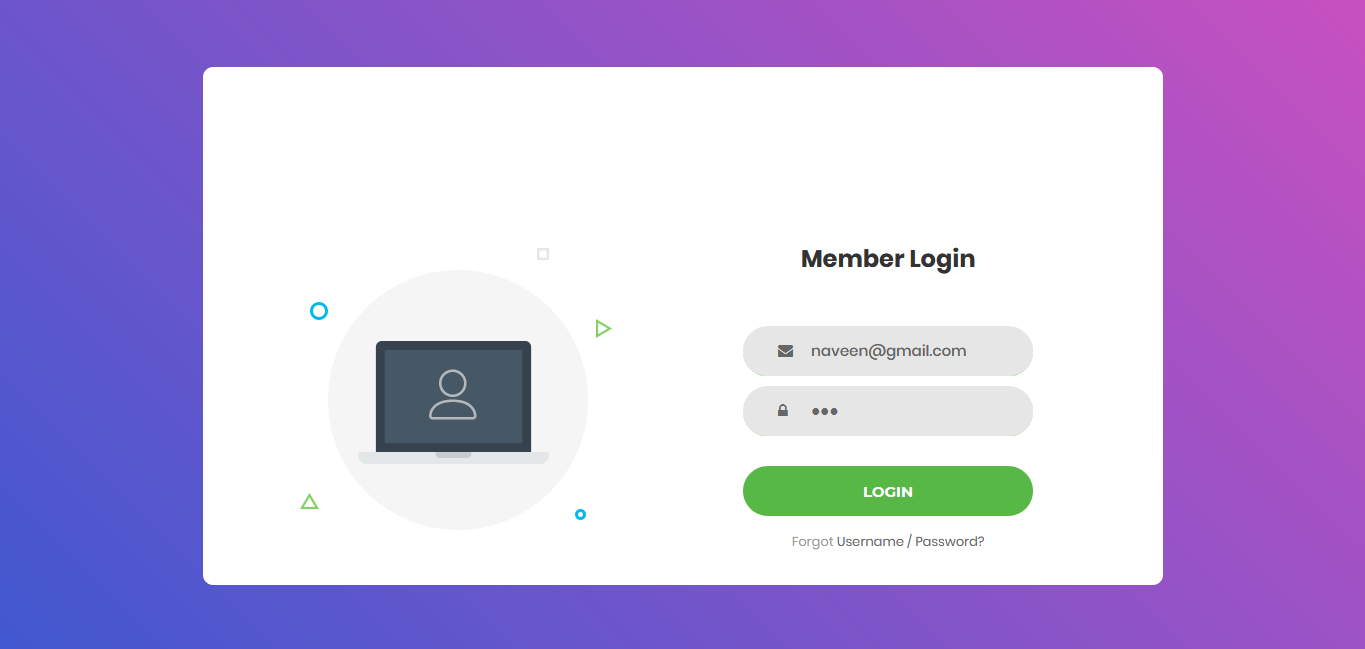 Member Login
naveen@gmail.com
●●●
LOGIN
Forgot Username / Password?